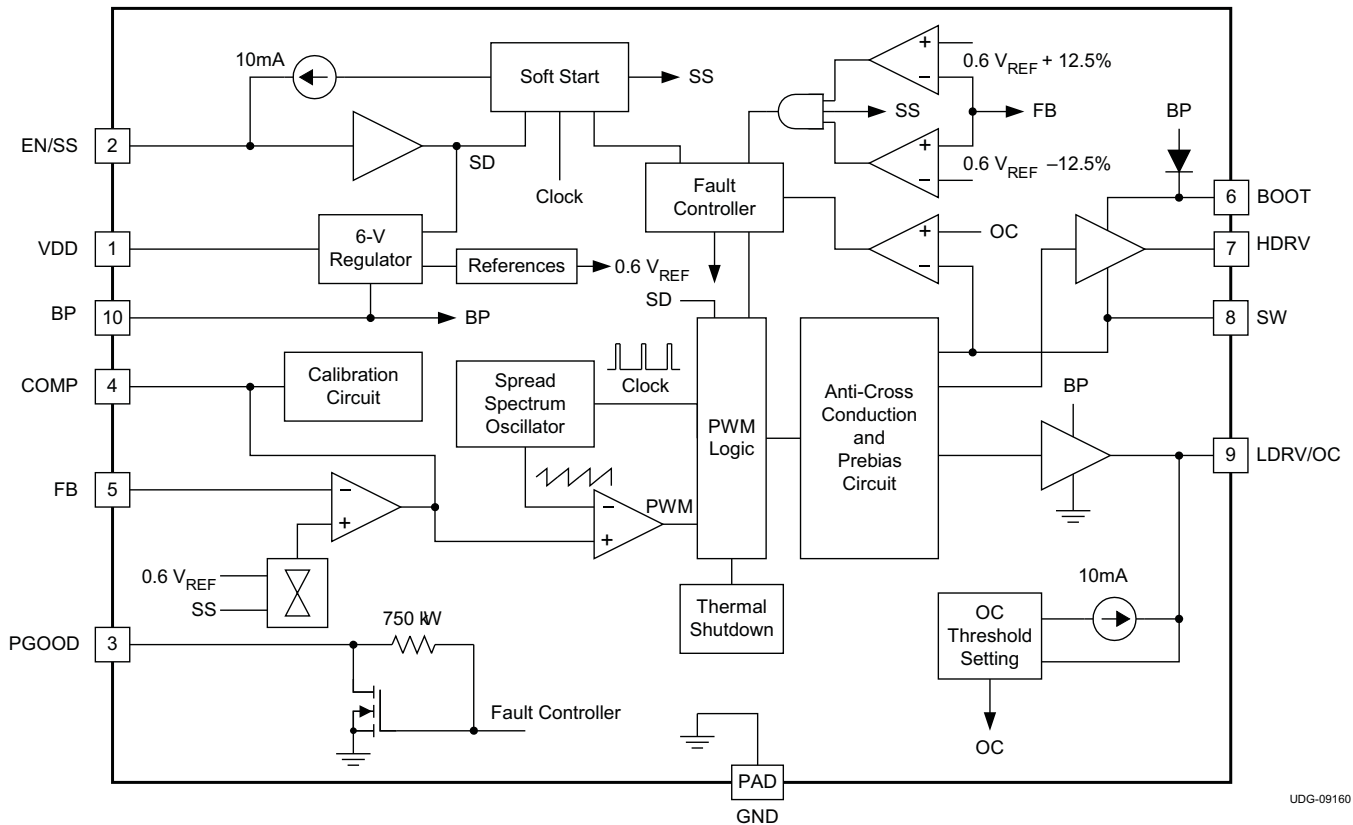 10mA
Soft Start
SS
0.6 VREF + 12.5%
SS
FB
BP
EN/SS
2
SD
0.6 VREF –12.5%
Clock
Fault
Controller
6
BOOT
VDD
1
6-V
Regulator
References
0.6 VREF
OC
7
HDRV
SD
BP
10
BP
8
SW
COMP
4
Calibration
Circuit
Spread
Spectrum
Oscillator
Clock
PWM
Logic
Anti-Cross
Conduction
and
Prebias
Circuit
BP
9
LDRV/OC
FB
5
–
+
PWM
–
+
0.6 VREF
SS
Thermal
Shutdown
10mA
OC
Threshold
Setting
PGOOD
3
750 kW
Fault Controller
OC
PAD
GND
UDG-09160
+
–
+
–
+
–